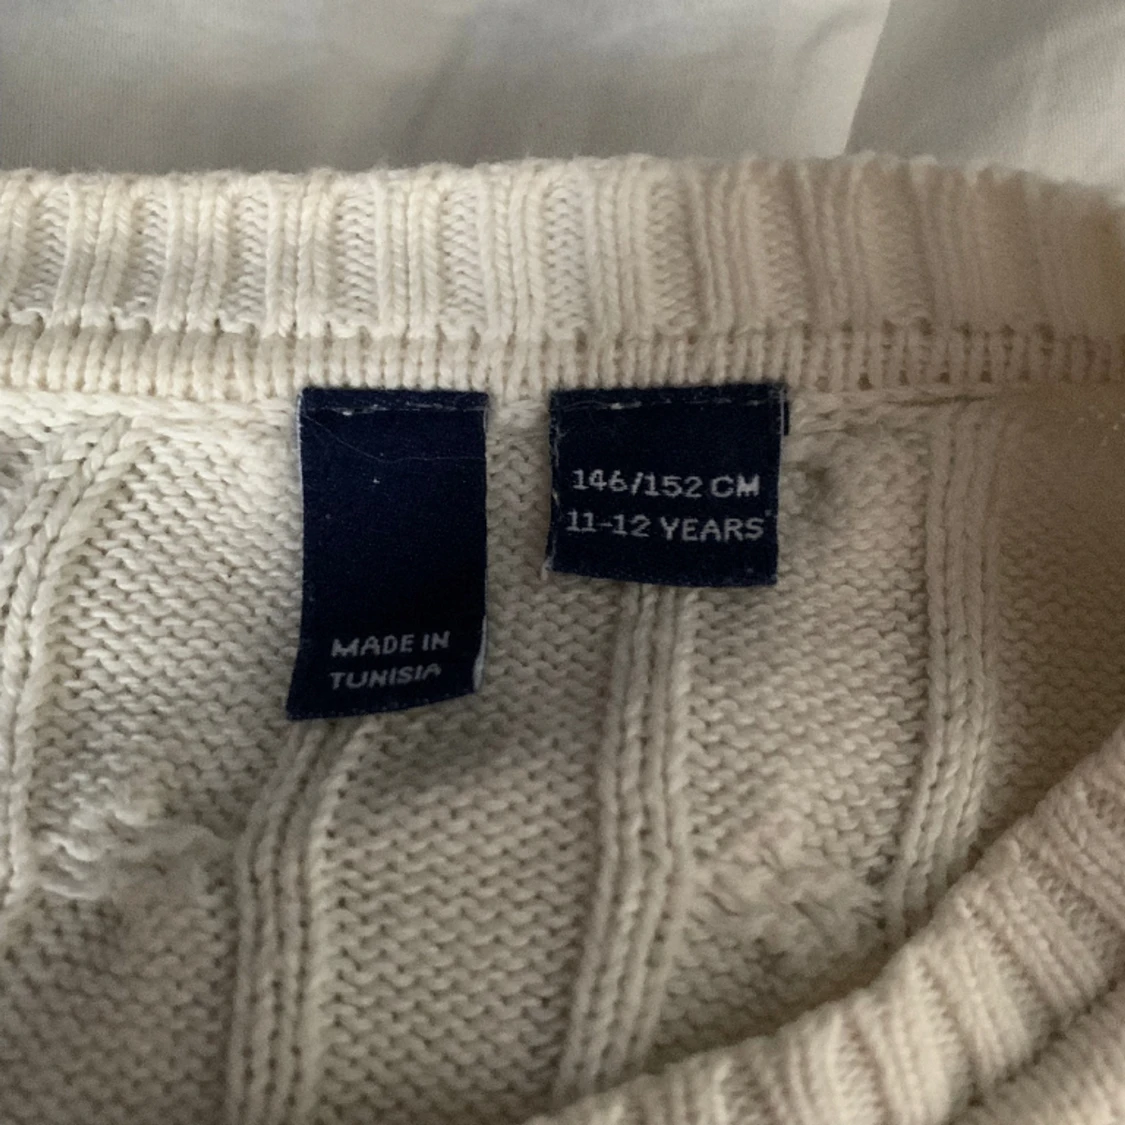 MADE IN
TUNISIA
146/152 CM
11-12 YEARS